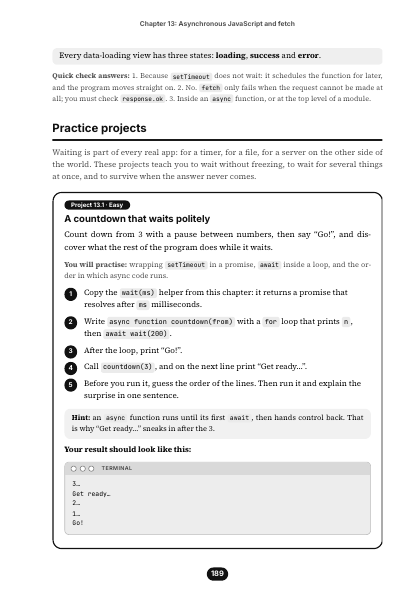 Chapter 13: Asynchronous JavaScript and fetch
Every data-loading view has three states: loading, success and error.
Quick check answers: 1. Because setTimeout does not wait: it schedules the function for later,
and the program moves straight on. 2. No. fetch only fails when the request cannot be made at
all; you must check response.ok. 3. Inside an async function, or at the top level of a module.
Practice projects
Waiting is part of every real app: for a timer, for a file, for a server on the other side of
the world. These projects teach you to wait without freezing, to wait for several things
at once, and to survive when the answer never comes.
Project 13.1 · Easy
A countdown that waits politely
Count down from 3 with a pause between numbers, then say “Go!”, and dis-
cover what the rest of the program does while it waits.
You will practise: wrapping setTimeout in a promise, await inside a loop, and the or-
der in which async code runs.
1 Copy the wait(ms) helper from this chapter: it returns a promise that
resolves after ms milliseconds.
2 Write async function countdown(from) with a for loop that prints n,
then await wait(200).
3 After the loop, print “Go!”.
4 Call countdown(3), and on the next line print “Get ready…”.
5 Before you run it, guess the order of the lines. Then run it and explain the
surprise in one sentence.
Hint: an async function runs until its first await, then hands control back. That
is why “Get ready…” sneaks in after the 3.
Your result should look like this:
TERMINAL
3…
Get ready…
2…
1…
Go!
189